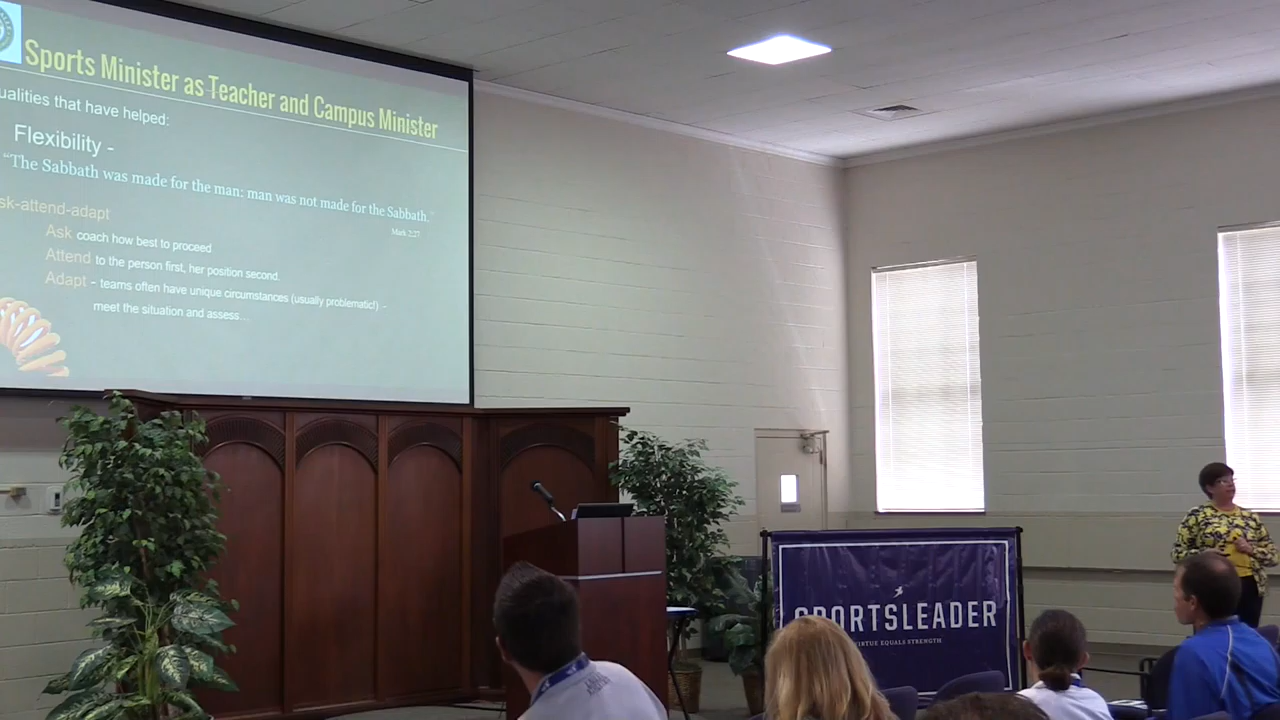 Sports Minister as Teacher and Campus Minister
ualities that have helped:
Flexibility -
"The Sabbath was made for the man; man was not made for the Sabbath."
Mark 2:27
sk-attend-adapt
Ask coach how best to proceed
Attend to the person first, her position second.
Adapt - teams often have unique circumstances (usually problematic!) -
meet the situation and assess...
SPORTSLEADER
VIRTUE EQUALS STRENGTH